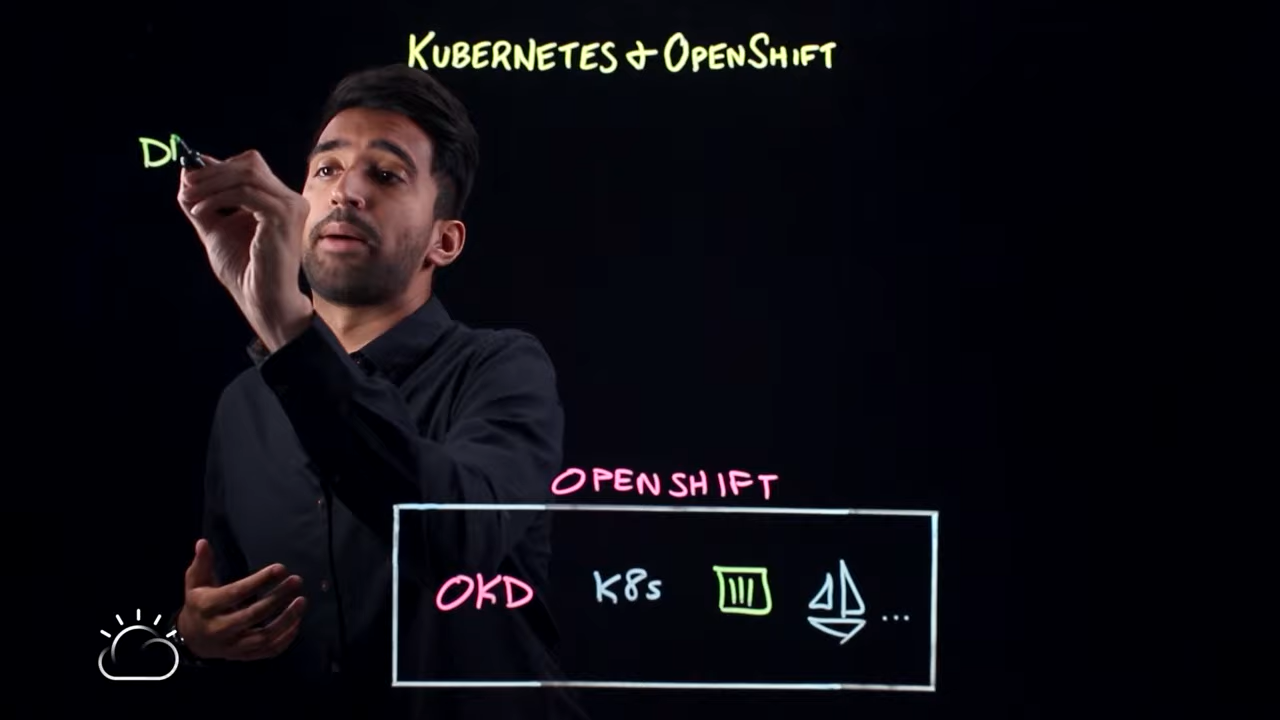 KUBERNETES & OPENSHIFT
D
OPENSHIFT
OKD K8s ...